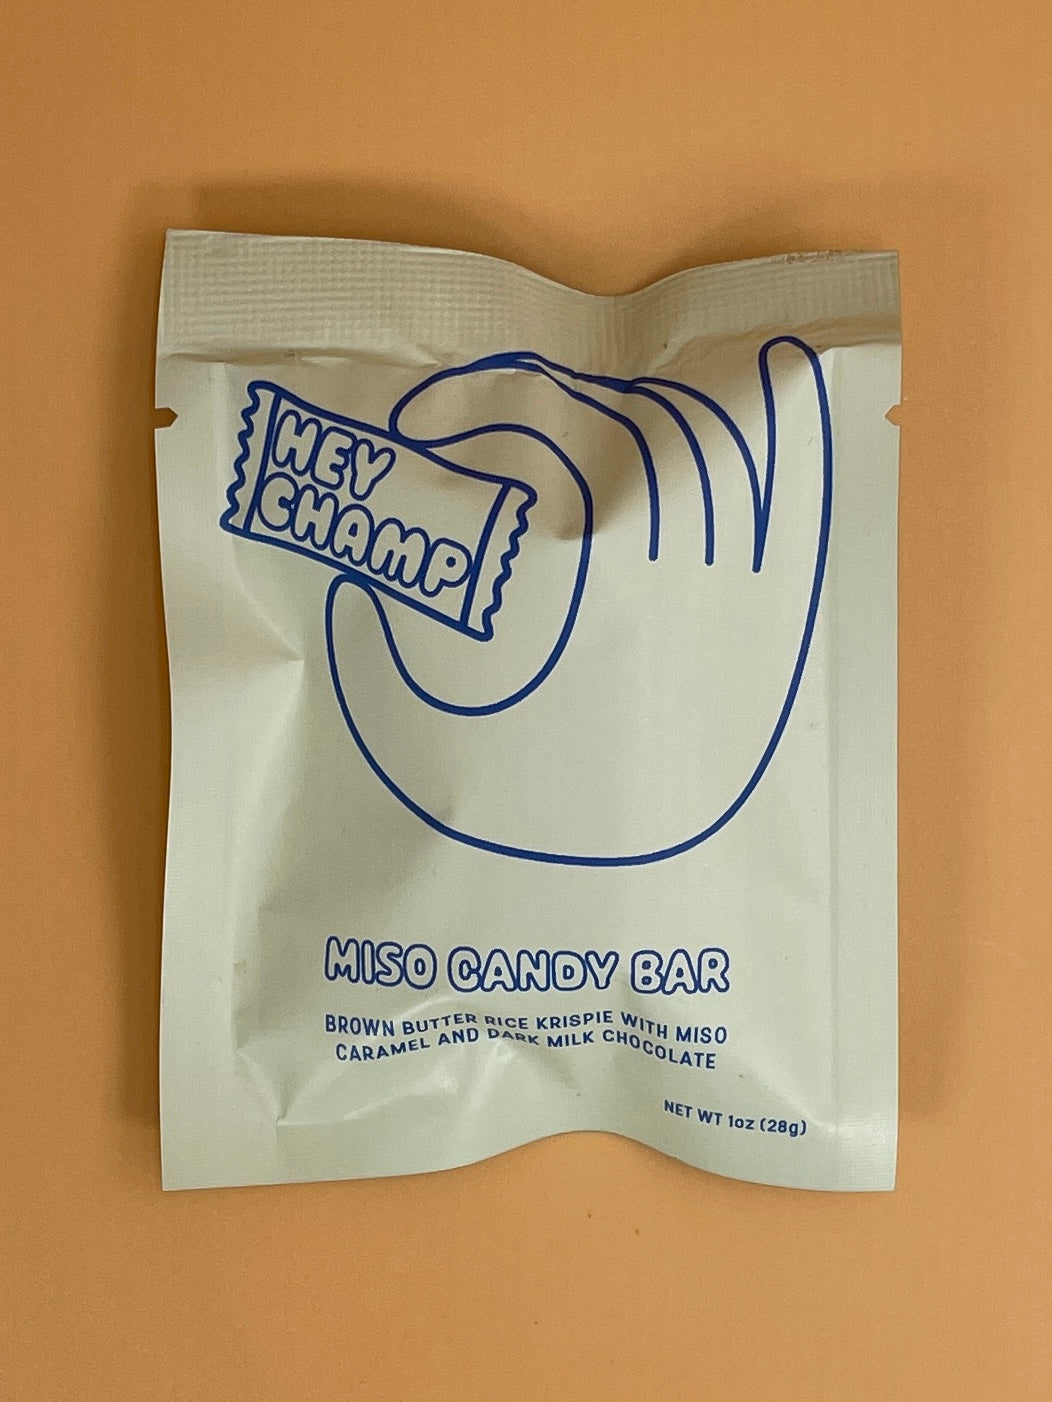 HEY
CHAMP
MISO CANDY BAR
BROWN BUTTER RICE KRISPIE WITH MISO
CARAMEL AND DARK MILK CHOCOLATE
NET WT 1oz (28g)